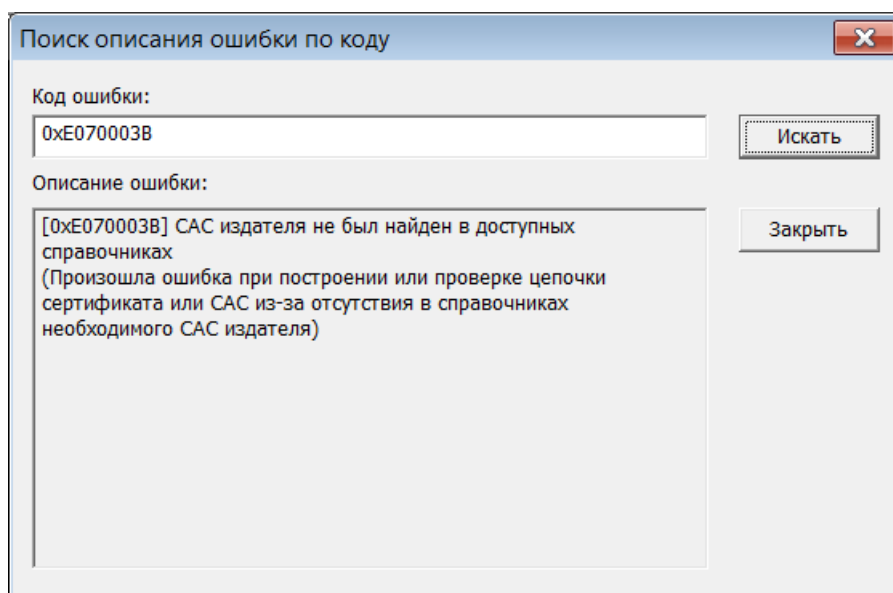 Поиск описания ошибки по коду
Код ошибки:
0xE070003B
Искать
Описание ошибки:
[0xE070003B] САС издателя не был найден в доступных
справочниках
(Произошла ошибка при построении или проверке цепочки
сертификата или САС из-за отсутствия в справочниках
необходимого САС издателя)
Закрыть